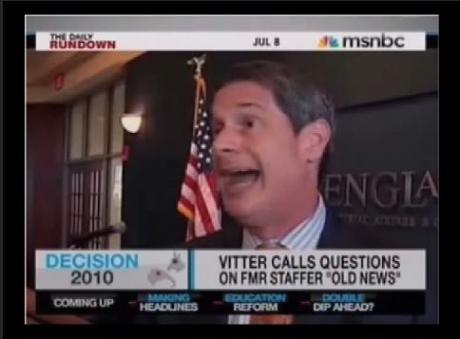 THE DAILY
RUNDOWN
JUL 8
msnbc
ENGLA
DECISION
2010
VITTER CALLS QUESTIONS
ON FMR STAFFER "OLD NEWS"
COMING UP
MAKING
HEADLINES
EDUCATION
REFORM
DOUBLE
DIP AHEAD?